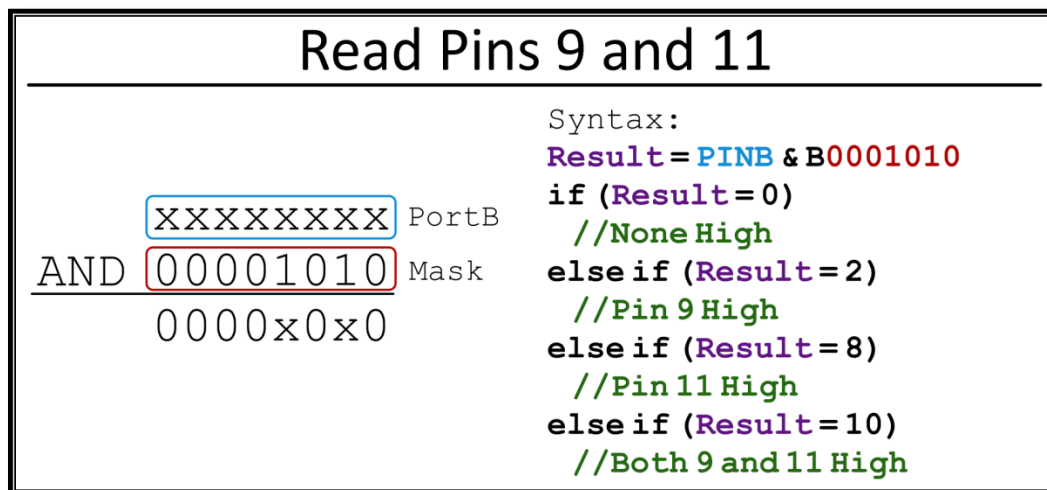 Read Pins 9 and 11
xxxxxxxx PortB
AND 00001010 Mask
0000x0x0
Syntax:
Result = PINB & B0001010
if (Result = 0)
//None High
else if (Result = 2)
//Pin 9 High
else if (Result = 8)
//Pin 11 High
else if (Result = 10)
//Both 9 and 11 High